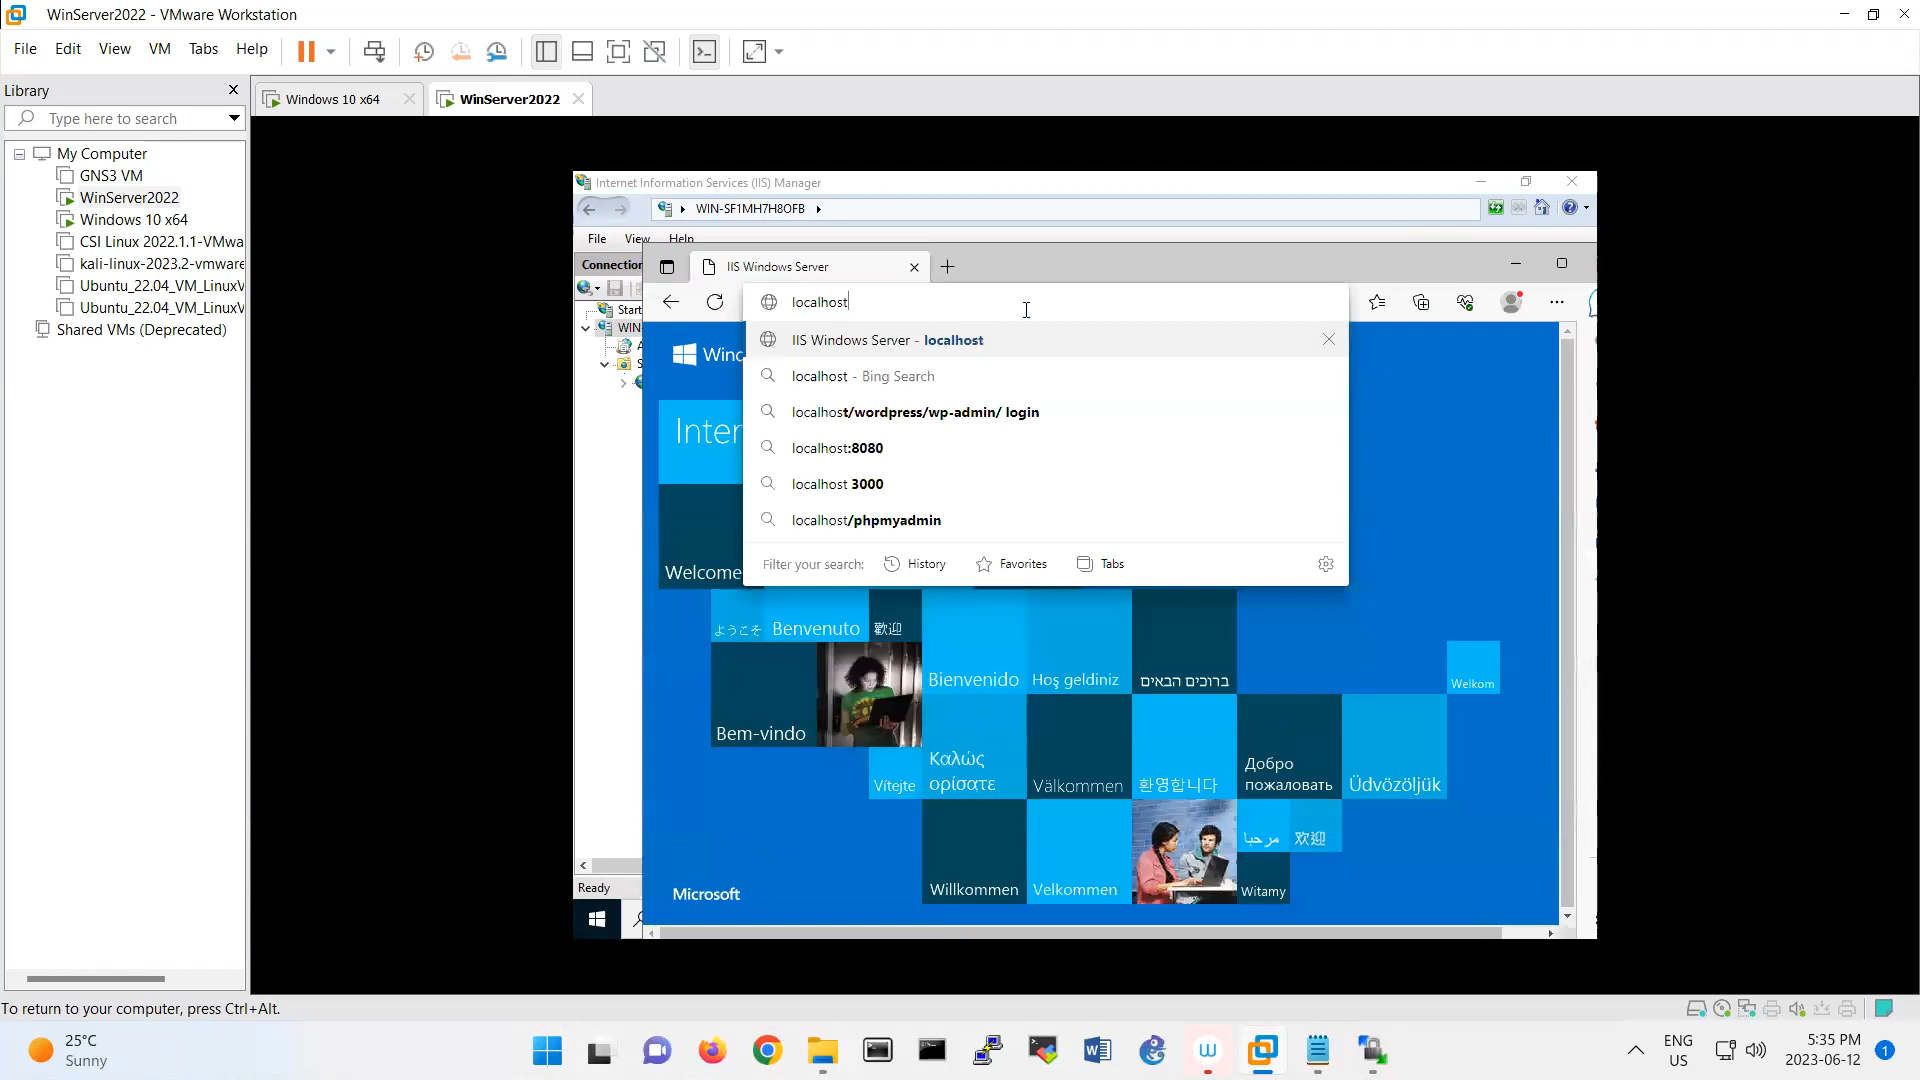 WinServer2022 - VMware Workstation
File Edit View VM Tabs Help
Library
Type here to search
My Computer
GNS3 VM
WinServer2022
Windows 10 x64
CSI Linux 2022.1.1-VMwa
kali-linux-2023.2-vmware
Ubuntu_22.04_VM_LinuxV
Ubuntu_22.04_VM_LinuxV
Shared VMs (Deprecated)
Windows 10 x64
WinServer2022
Internet Information Services (IIS) Manager
WIN-SF1MH7H8OFB
File View Help
Connection
Start
WIN-
IIS Windows Server
localhost
IIS Windows Server - localhost
localhost - Bing Search
localhost/wordpress/wp-admin/ login
localhost:8080
localhost 3000
localhost/phpmyadmin
Filter your search: History Favorites Tabs
Wind
Inter
Welcome
ようこそ
Benvenuto
歡迎
Bienvenido
Hoş geldiniz
ברוכים הבאים
Welkom
Bem-vindo
Vítejte
Καλώς
ορίσατε
Välkommen
환영합니다
Добро
пожаловать
Üdvözöljük
مرحبا
欢迎
Willkommen
Velkommen
Witamy
Microsoft
Ready
To return to your computer, press Ctrl+Alt.
25°C
Sunny
ENG
US
5:35 PM
2023-06-12
1